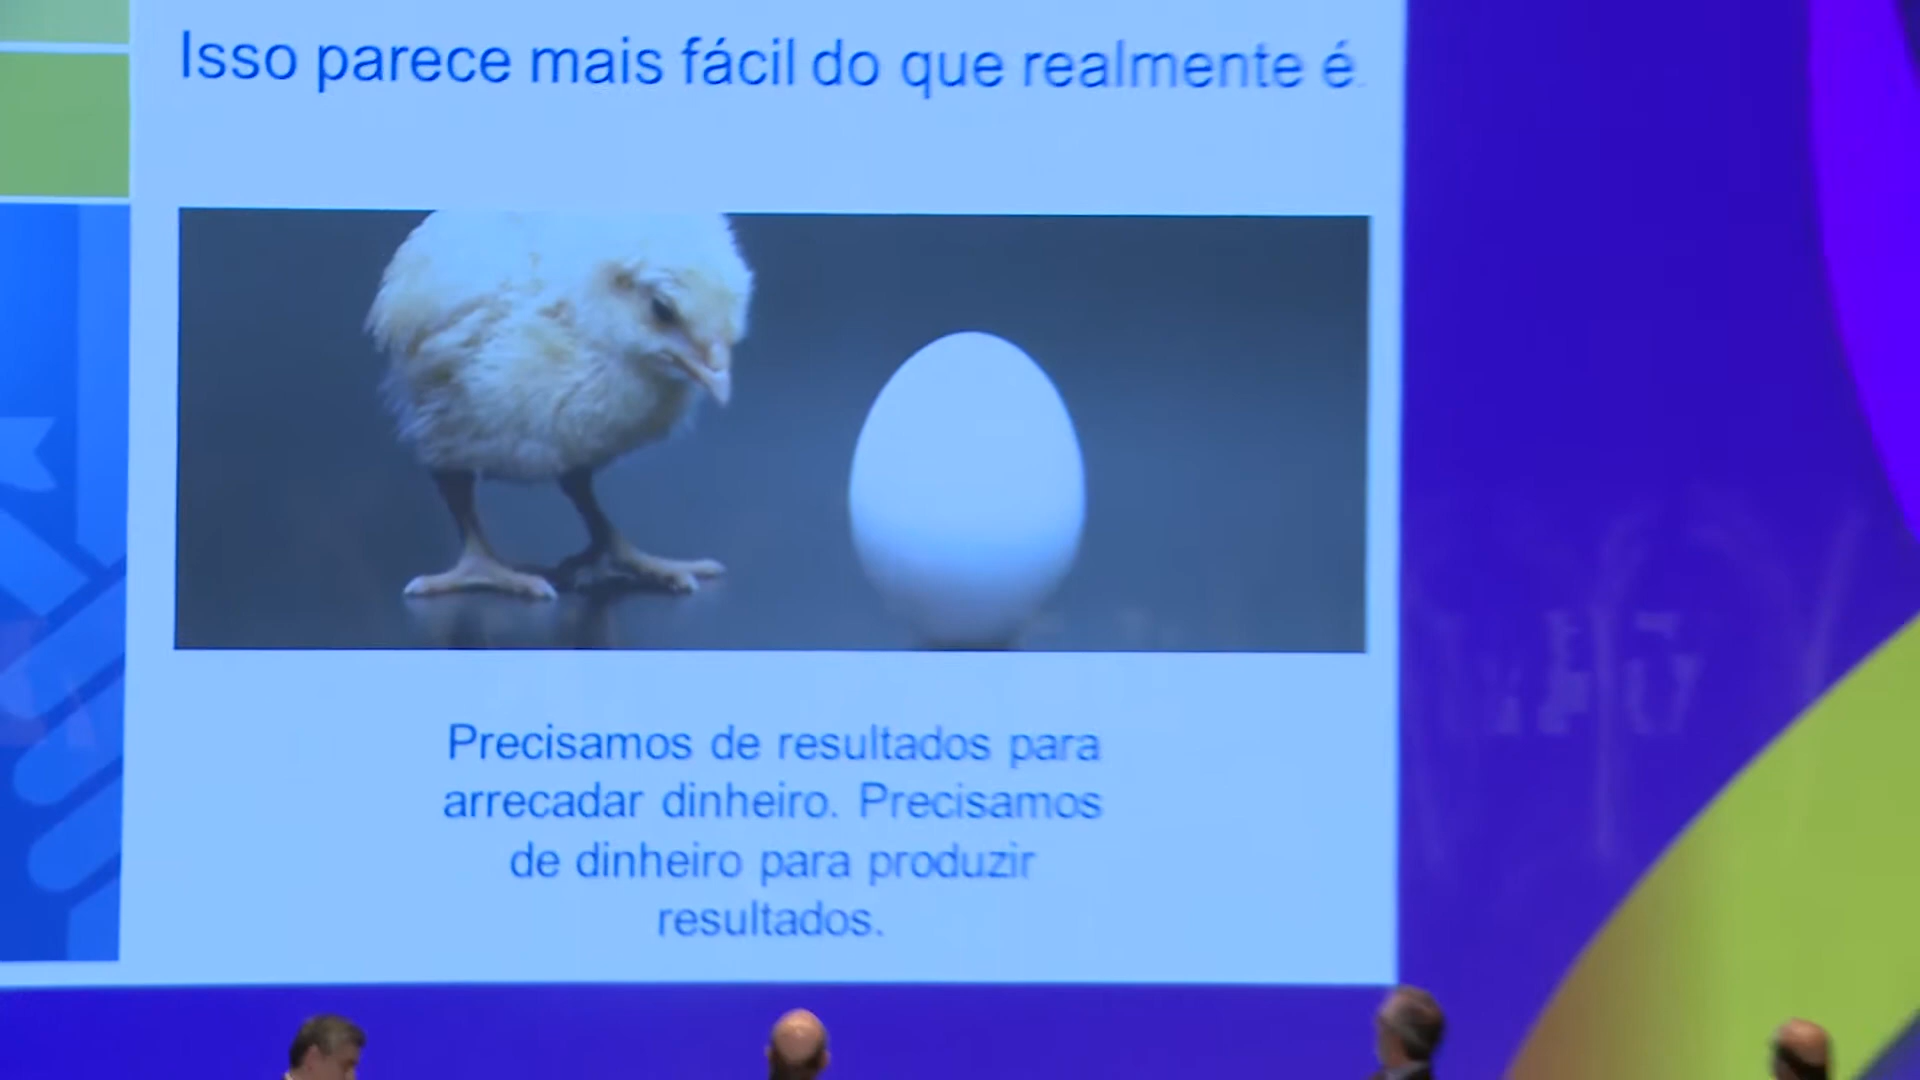 Isso parece mais fácil do que realmente é.
Precisamos de resultados para
arrecadar dinheiro. Precisamos
de dinheiro para produzir
resultados.